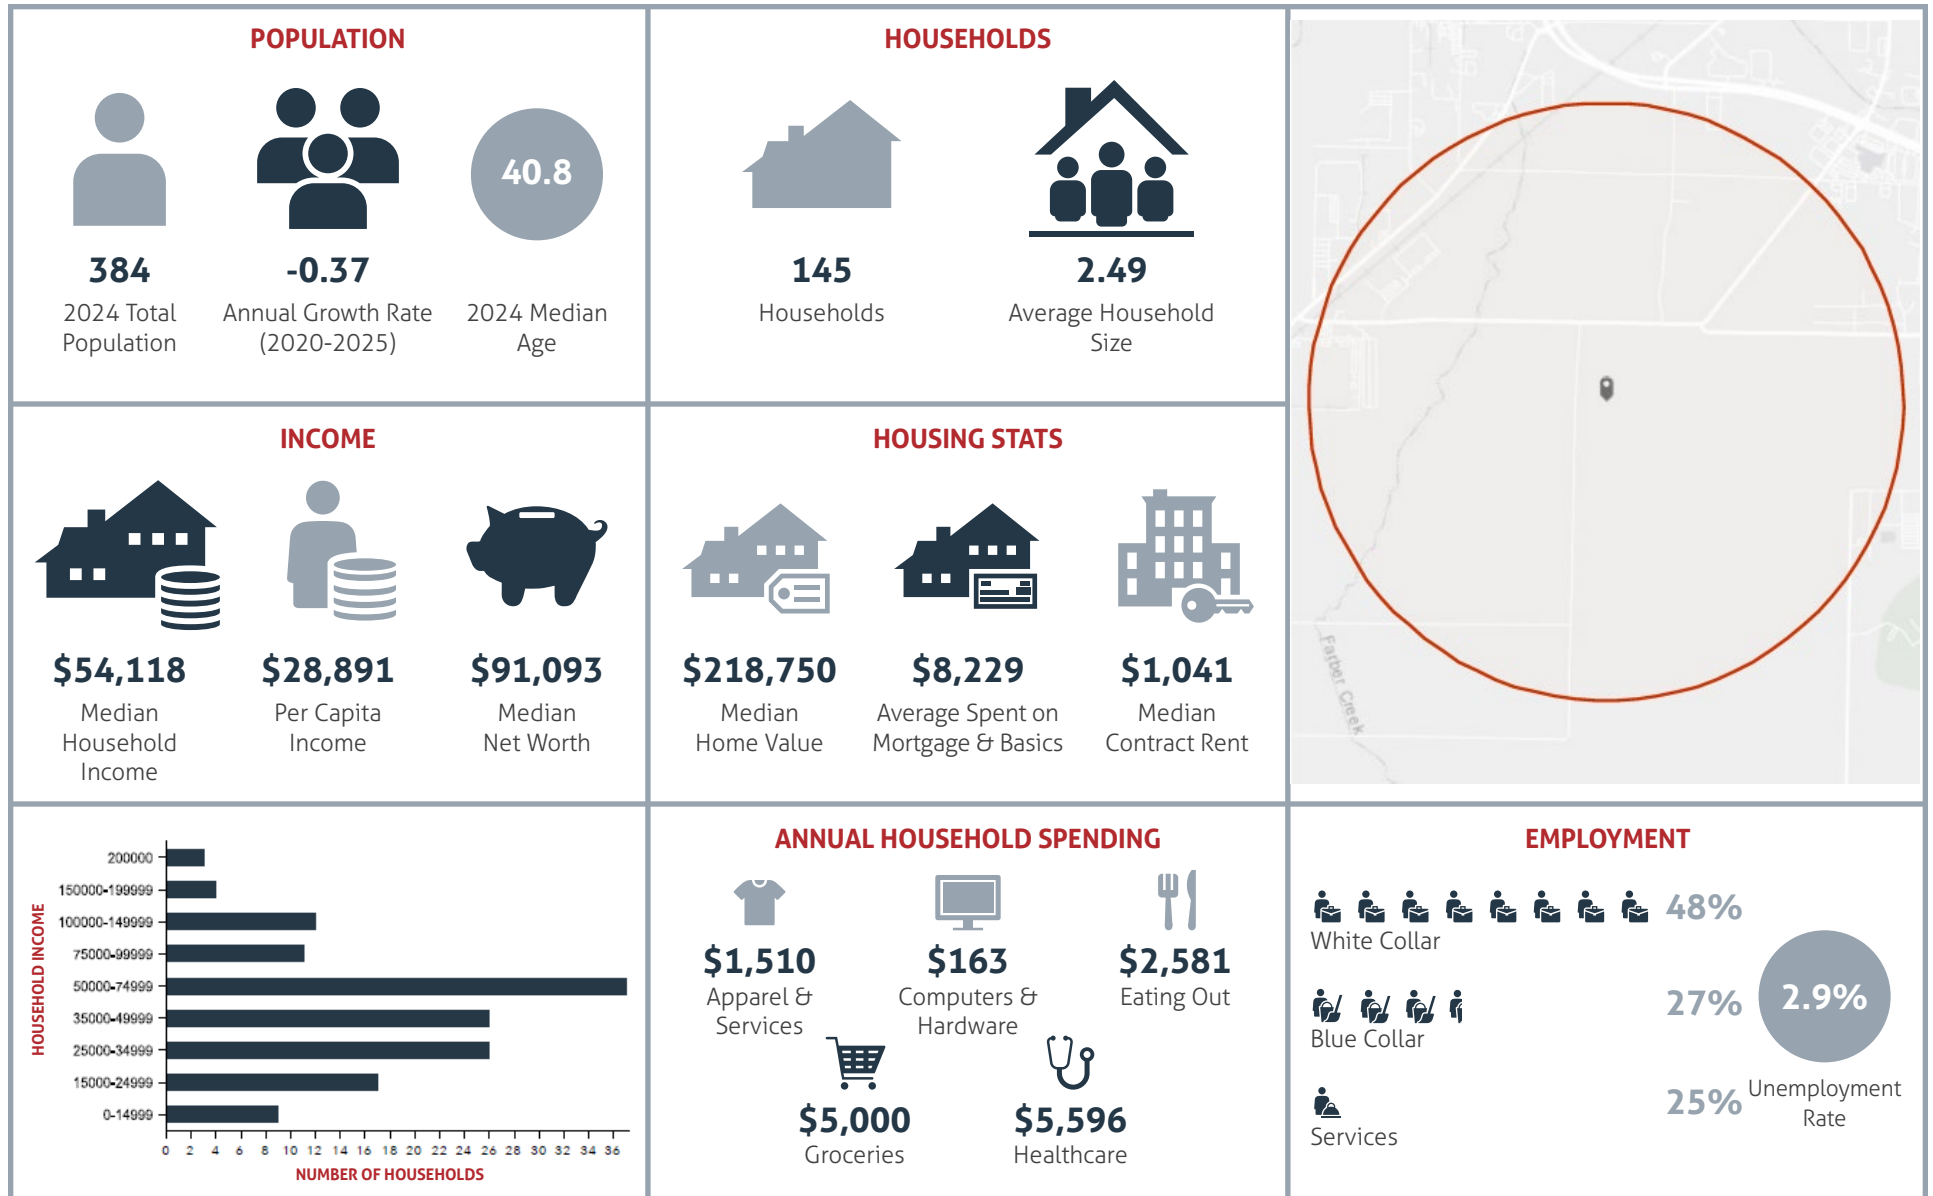 POPULATION
40.8
384
2024 Total
Population
-0.37
Annual Growth Rate
(2020-2025)
2024 Median
Age
HOUSEHOLDS
145
Households
2.49
Average Household
Size
Farber Creek
INCOME
$54,118
Median
Household
Income
$28,891
Per Capita
Income
$91,093
Median
Net Worth
HOUSING STATS
$218,750
Median
Home Value
$8,229
Average Spent on
Mortgage & Basics
$1,041
Median
Contract Rent
HOUSEHOLD INCOME
200000
150000-199999
100000-149999
75000-99999
50000-74999
35000-49999
25000-34999
15000-24999
0-14999
0 2 4 6 8 10 12 14 16 18 20 22 24 26 28 30 32 34 36
NUMBER OF HOUSEHOLDS
ANNUAL HOUSEHOLD SPENDING
$1,510
Apparel &
Services
$163
Computers &
Hardware
$2,581
Eating Out
$5,000
Groceries
$5,596
Healthcare
EMPLOYMENT
48%
White Collar
27%
Blue Collar
25%
Services
2.9%
Unemployment
Rate